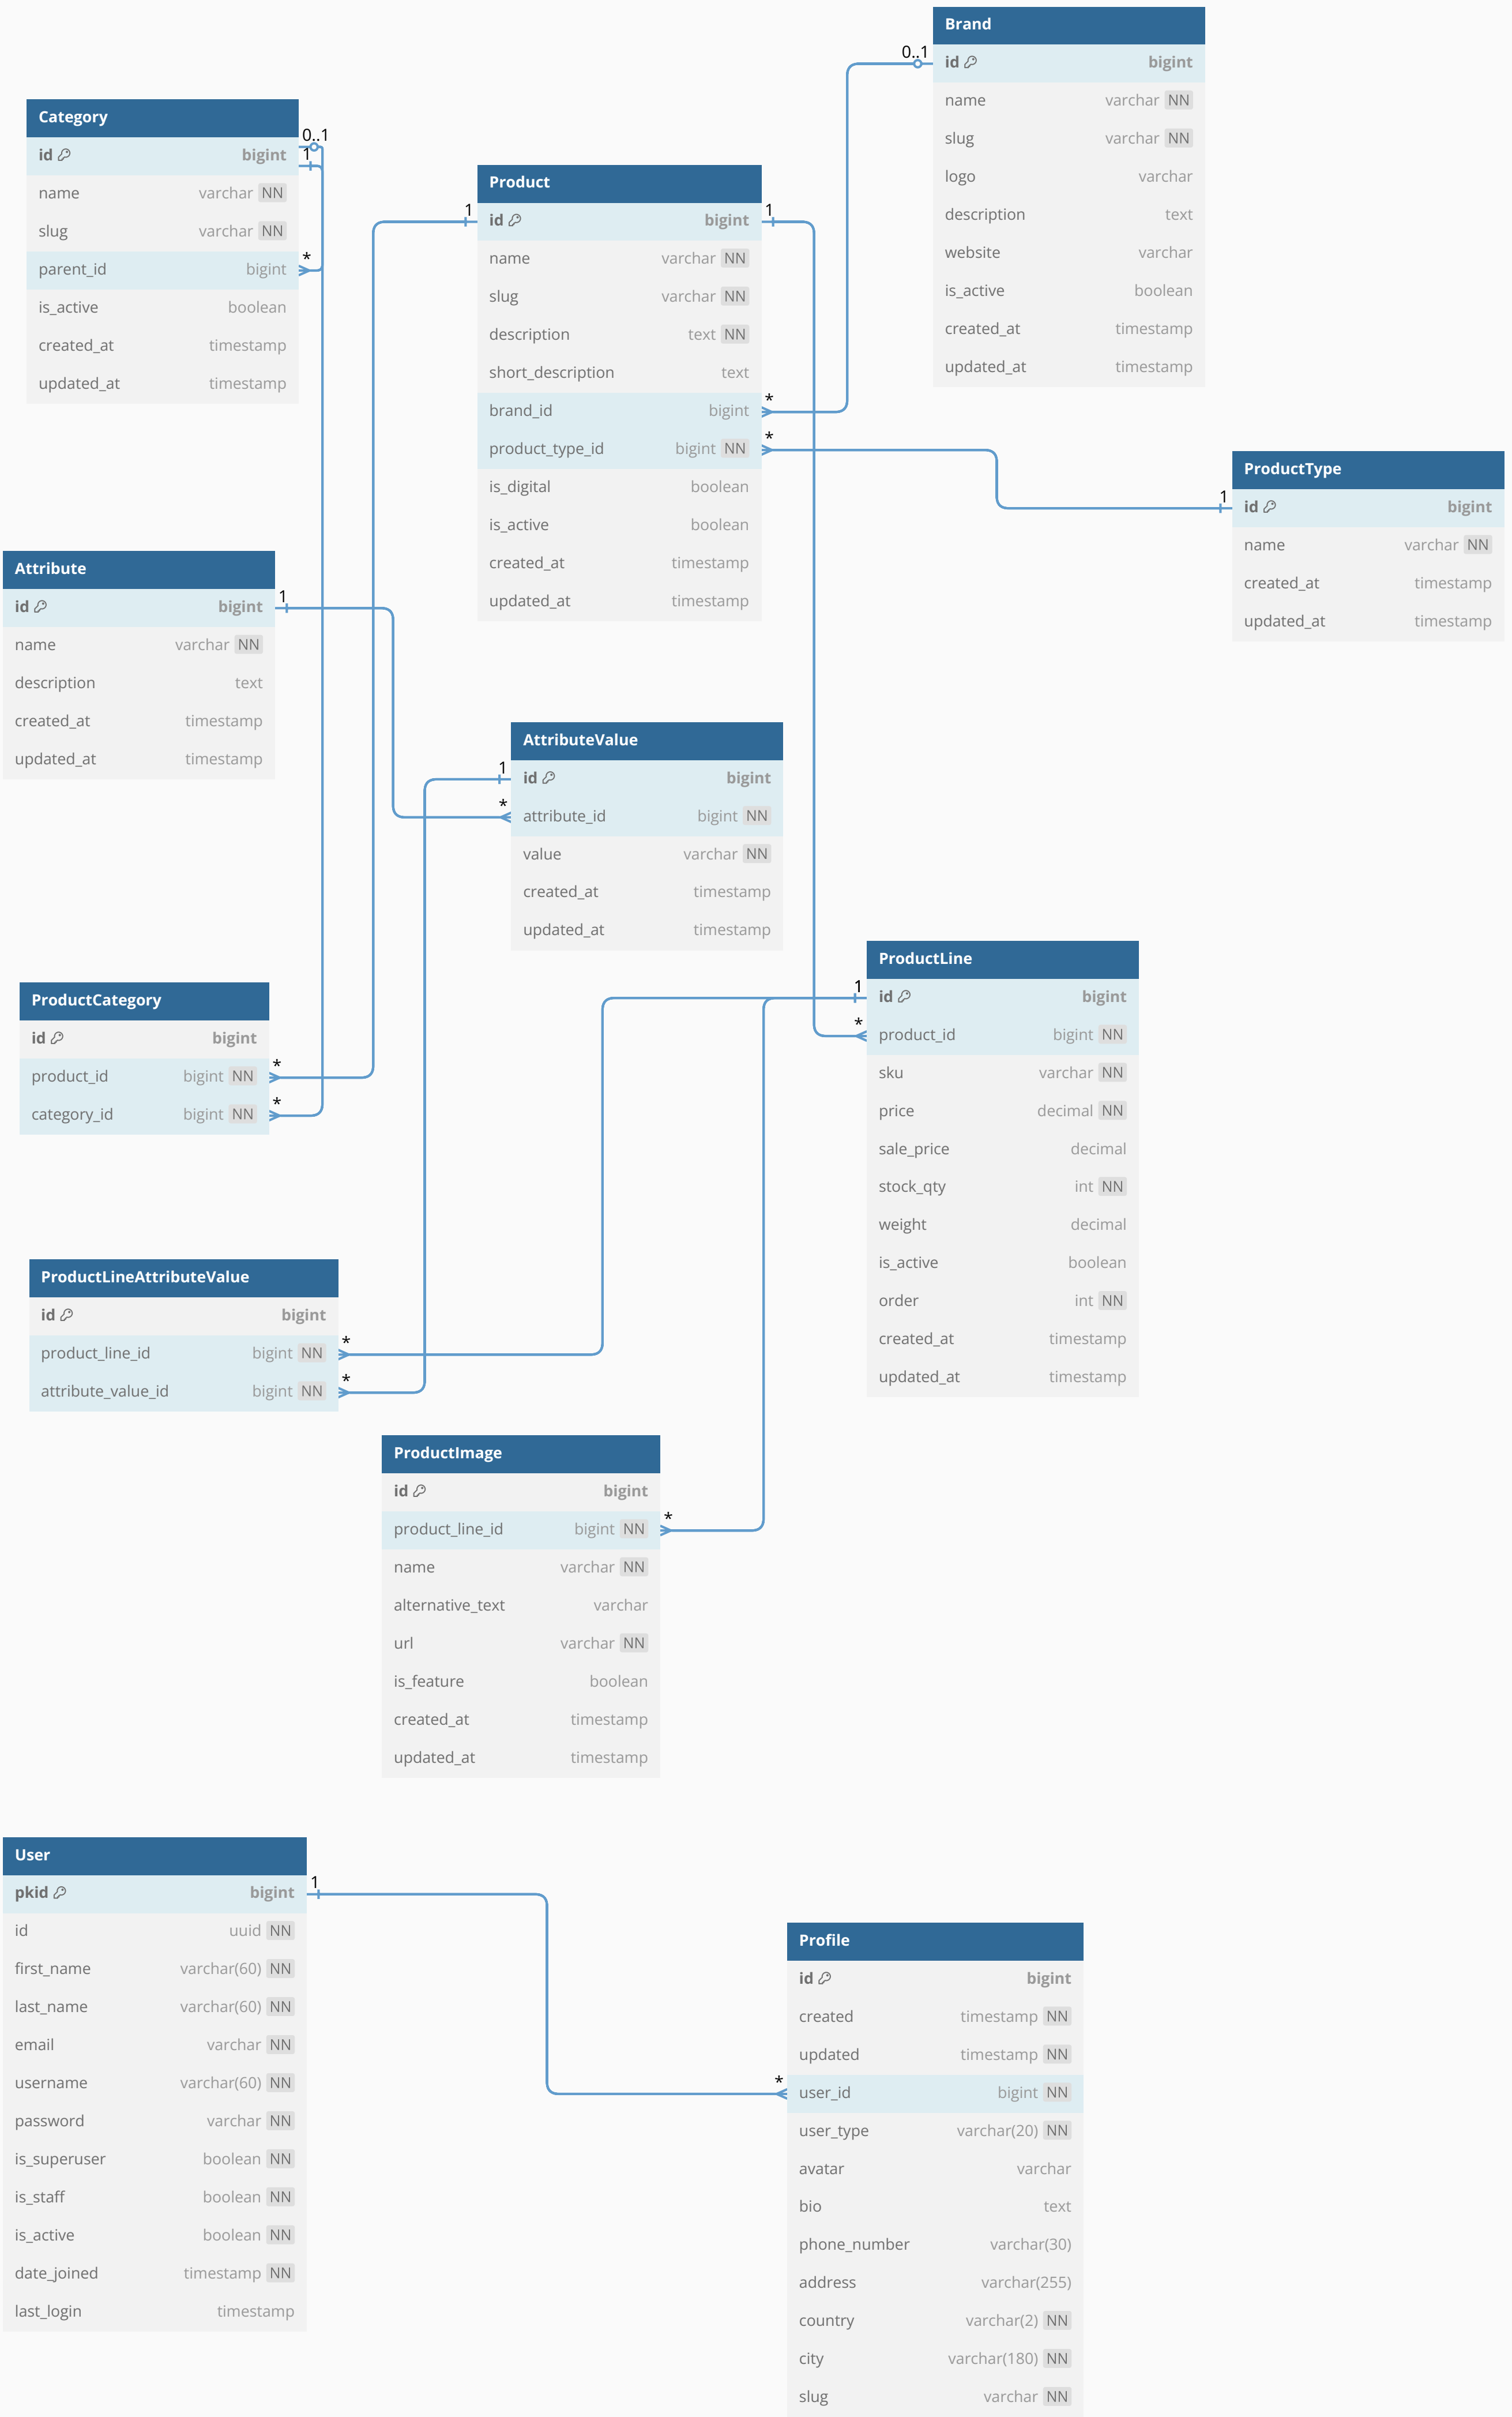 Brand
id bigint
name varchar NN
slug varchar NN
logo varchar
description text
website varchar
is_active boolean
created_at timestamp
updated_at timestamp
0..1
Category
id bigint
name varchar NN
slug varchar NN
parent_id bigint
is_active boolean
created_at timestamp
updated_at timestamp
0..1
1
*
Product
id bigint
name varchar NN
slug varchar NN
description text NN
short_description text
brand_id bigint
product_type_id bigint NN
is_digital boolean
is_active boolean
created_at timestamp
updated_at timestamp
1
1
*
*
ProductType
id bigint
name varchar NN
created_at timestamp
updated_at timestamp
1
Attribute
id bigint
name varchar NN
description text
created_at timestamp
updated_at timestamp
1
AttributeValue
id bigint
attribute_id bigint NN
value varchar NN
created_at timestamp
updated_at timestamp
1
*
ProductLine
id bigint
product_id bigint NN
sku varchar NN
price decimal NN
sale_price decimal
stock_qty int NN
weight decimal
is_active boolean
order int NN
created_at timestamp
updated_at timestamp
1
*
ProductCategory
id bigint
product_id bigint NN
category_id bigint NN
*
*
ProductLineAttributeValue
id bigint
product_line_id bigint NN
attribute_value_id bigint NN
*
*
ProductImage
id bigint
product_line_id bigint NN
name varchar NN
alternative_text varchar
url varchar NN
is_feature boolean
created_at timestamp
updated_at timestamp
*
User
pkid bigint
id uuid NN
first_name varchar(60) NN
last_name varchar(60) NN
email varchar NN
username varchar(60) NN
password varchar NN
is_superuser boolean NN
is_staff boolean NN
is_active boolean NN
date_joined timestamp NN
last_login timestamp
1
Profile
id bigint
created timestamp NN
updated timestamp NN
user_id bigint NN
user_type varchar(20) NN
avatar varchar
bio text
phone_number varchar(30)
address varchar(255)
country varchar(2) NN
city varchar(180) NN
slug varchar NN
*